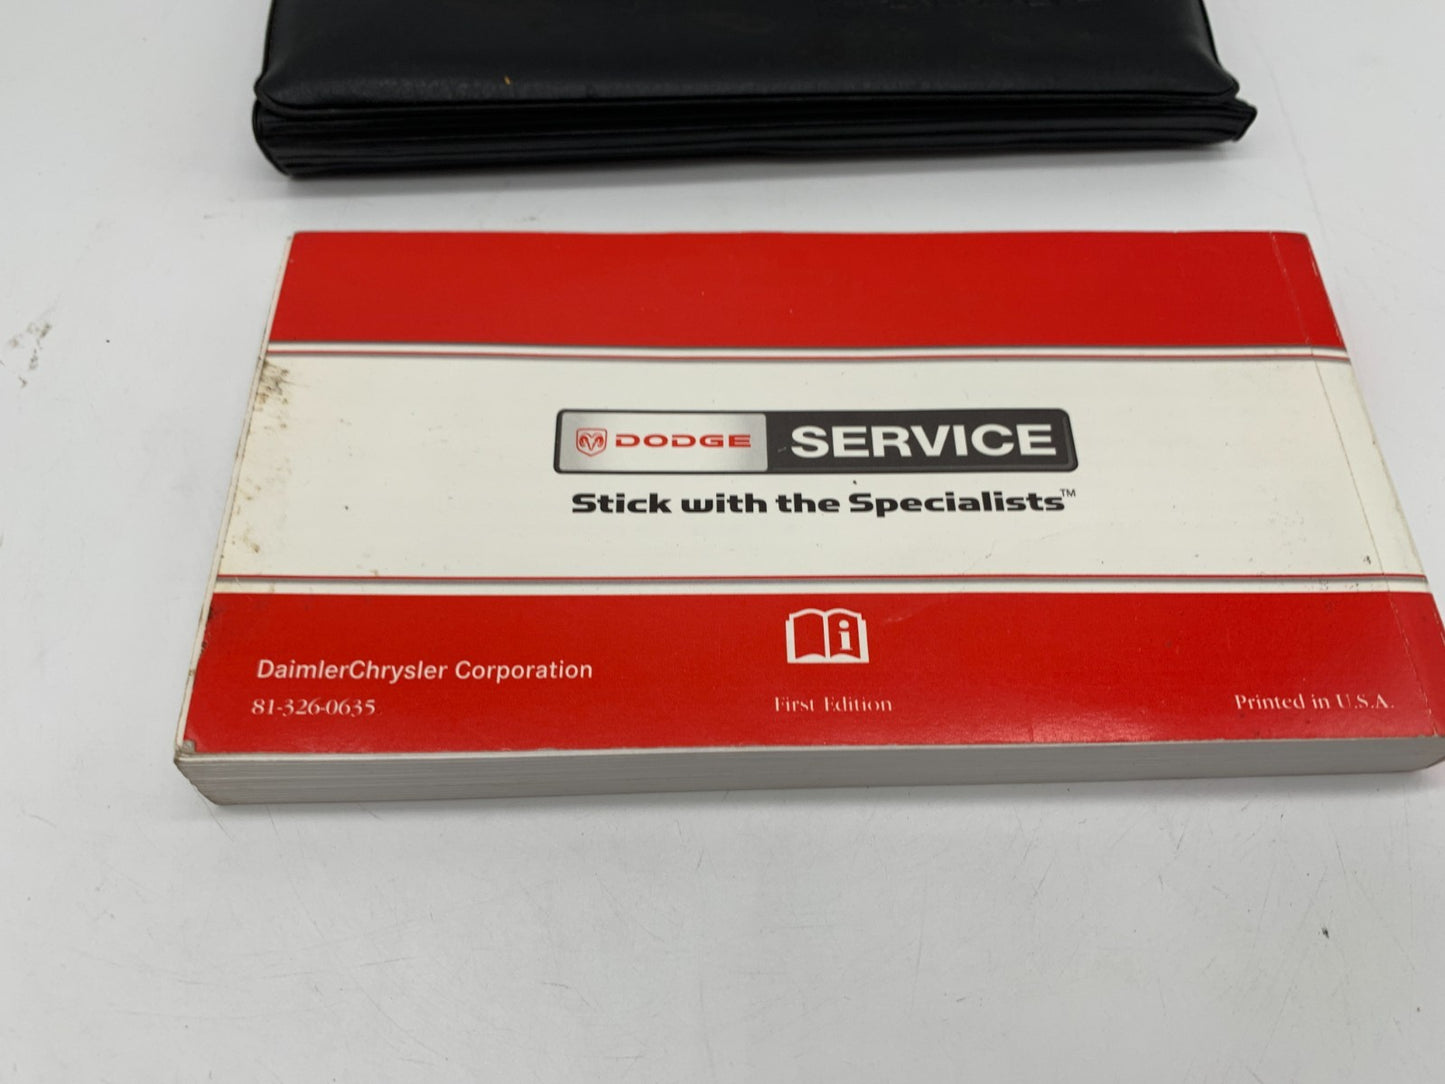 DODGE SERVICE
Stick with the Specialists™
DaimlerChrysler Corporation
81-326-0635
First Edition
Printed in U.S.A.